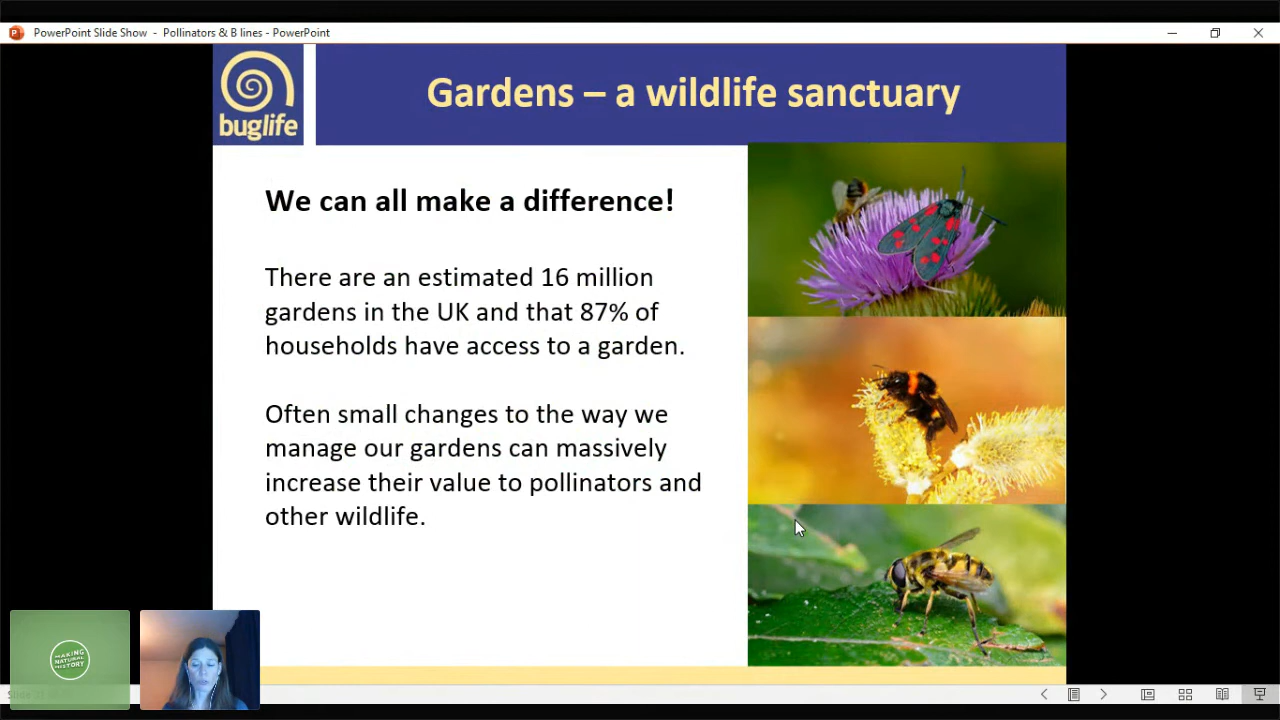 PowerPoint Slide Show - Pollinators & B lines - PowerPoint
buglife
Gardens – a wildlife sanctuary
We can all make a difference!
There are an estimated 16 million
gardens in the UK and that 87% of
households have access to a garden.
Often small changes to the way we
manage our gardens can massively
increase their value to pollinators and
other wildlife.
MAKING
NATURAL
HISTORY